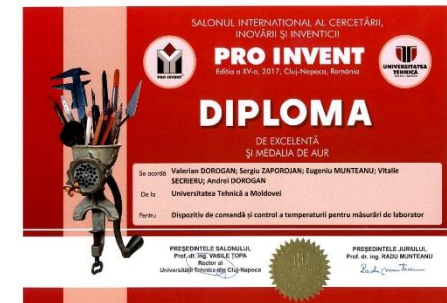 SALONUL INTERNAȚIONAL AL CERCETĂRII,
INOVĂRII ȘI INVENTICII
PRO INVENT
PRO INVENT
Ediția a XV-a, 2017, Cluj-Napoca, România
UNIVERSITATEA
TEHNICĂ
DIPLOMA
DE EXCELENȚĂ
ȘI MEDALIA DE AUR
Se acordă Valerian DOROGAN; Sergiu ZAPOROJAN; Eugeniu MUNTEANU; Vitalie
SECRIERU; Andrei DOROGAN
De la Universitatea Tehnică a Moldovei
Pentru Dispozitiv de comandă și control a temperaturii pentru măsurări de laborator
PREȘEDINTELE SALONULUI,
Prof. dr. ing. VASILE ȚOPA
Rector al
Universității Tehnice din Cluj-Napoca
PREȘEDINTELE JURIULUI,
Prof. dr. ing. RADU MUNTEANU